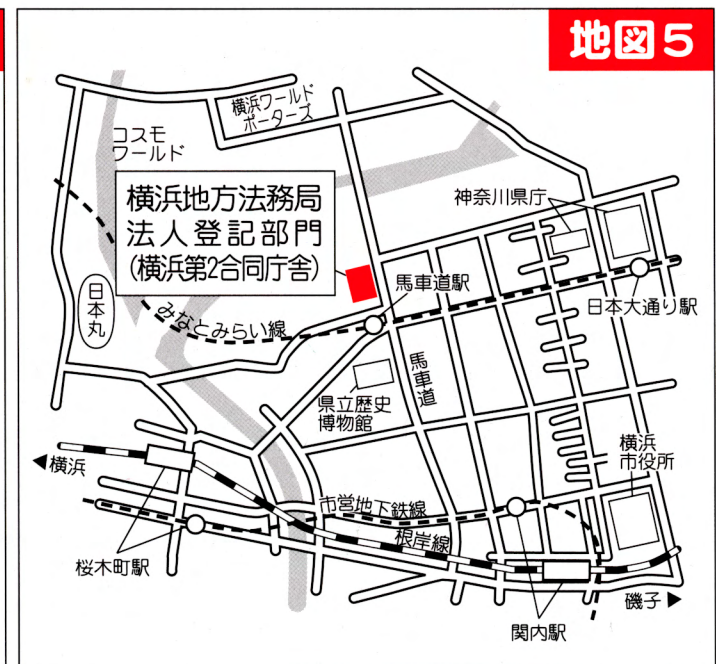 地図5
横浜ワールド
ポーターズ
コスモ
ワールド
横浜地方法務局
法人登記部門
(横浜第2合同庁舎)
神奈川県庁
馬車道駅
日本大通り駅
日本丸
みなとみらい線
馬車道
県立歴史
博物館
横浜
市役所
◀横浜
市営地下鉄線
根岸線
桜木町駅
磯子▶
関内駅